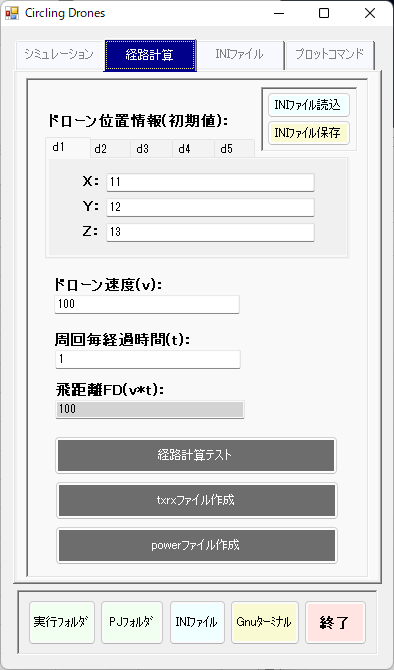 Circling Drones
シミュレーション 経路計算 INIファイル プロットコマンド
INIファイル読込
ドローン位置情報(初期値):
INIファイル保存
d1 d2 d3 d4 d5
X: 11
Y: 12
Z: 13
ドローン速度(v):
100
周回毎経過時間(t):
1
飛距離FD(v*t):
100
経路計算テスト
txrxファイル作成
powerファイル作成
実行フォルダ PJフォルダ INIファイル Gnuターミナル 終了